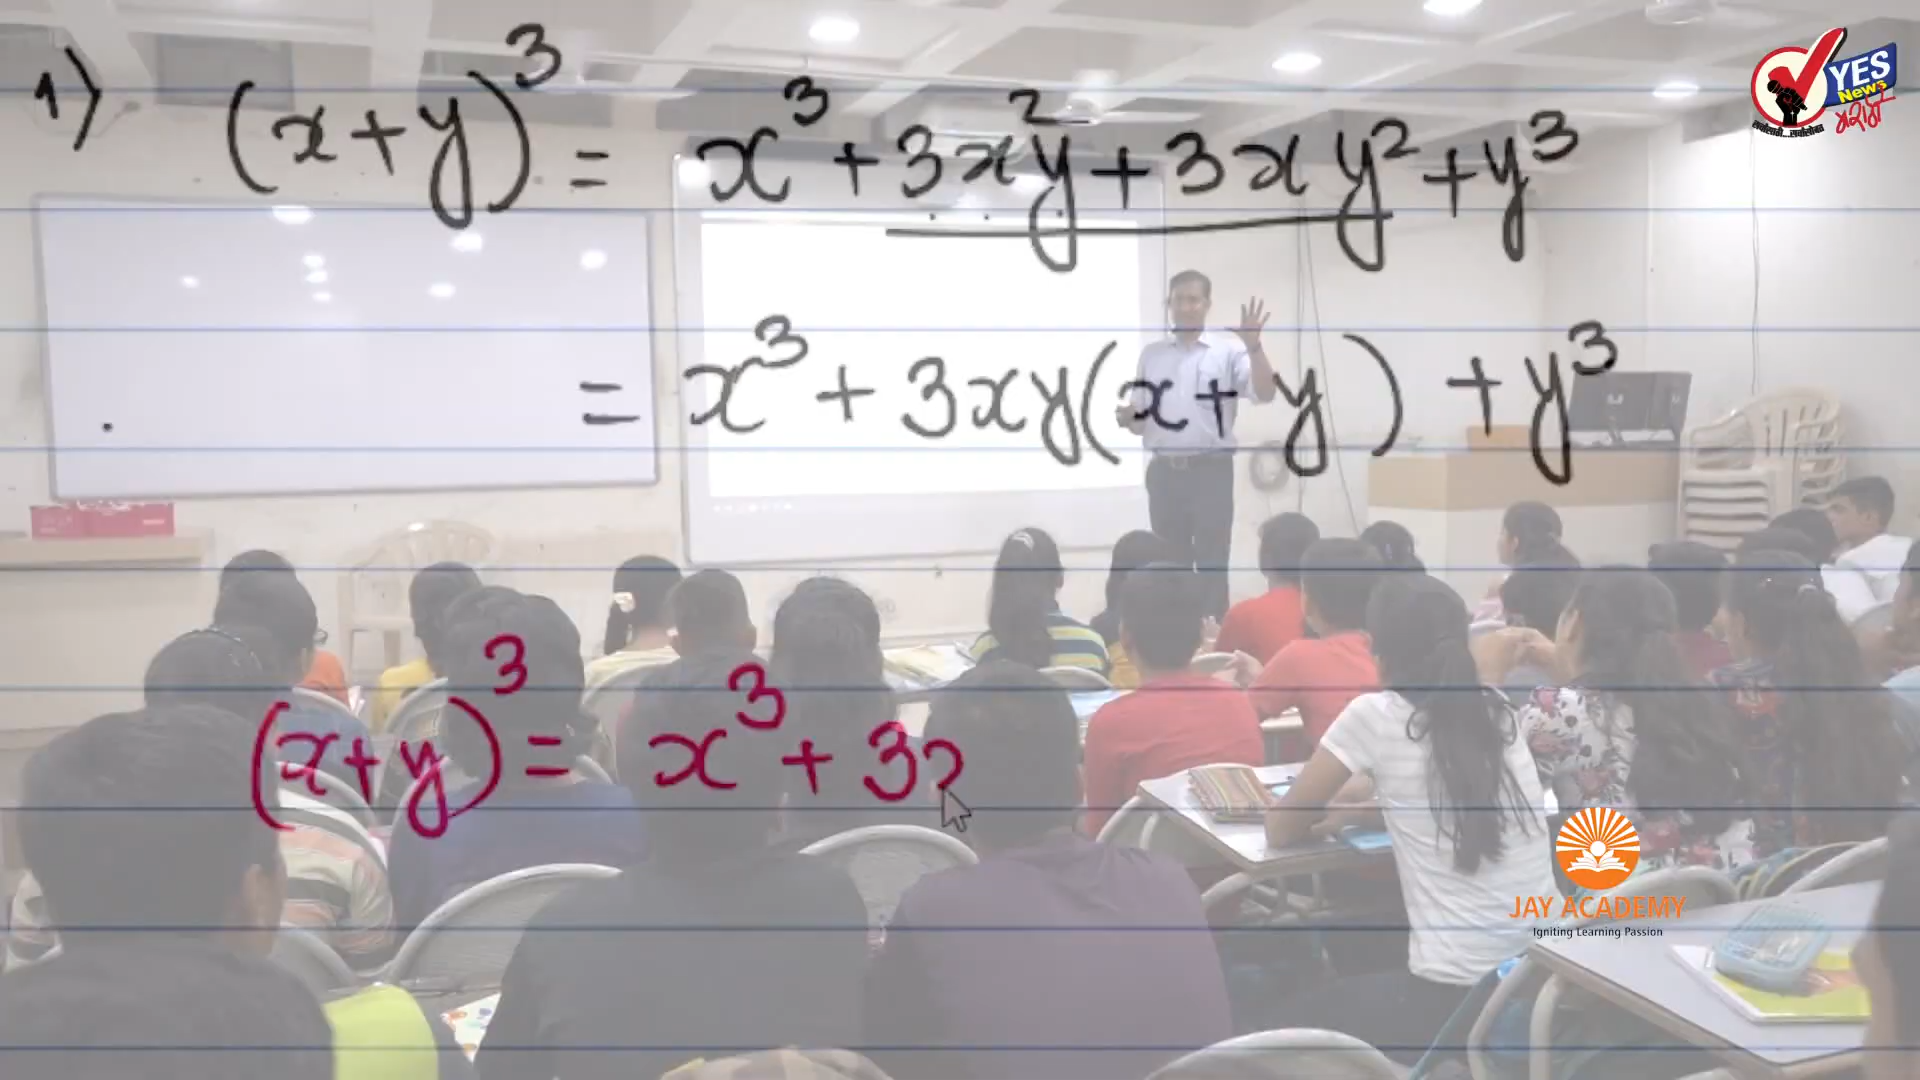 1) (x+y)³ = x³ + 3x²y + 3xy² + y³
= x³ + 3xy(x+y) + y³
(x+y)³ = x³ + 3
YES
News
मराठी
JAY ACADEMY
Igniting Learning Passion